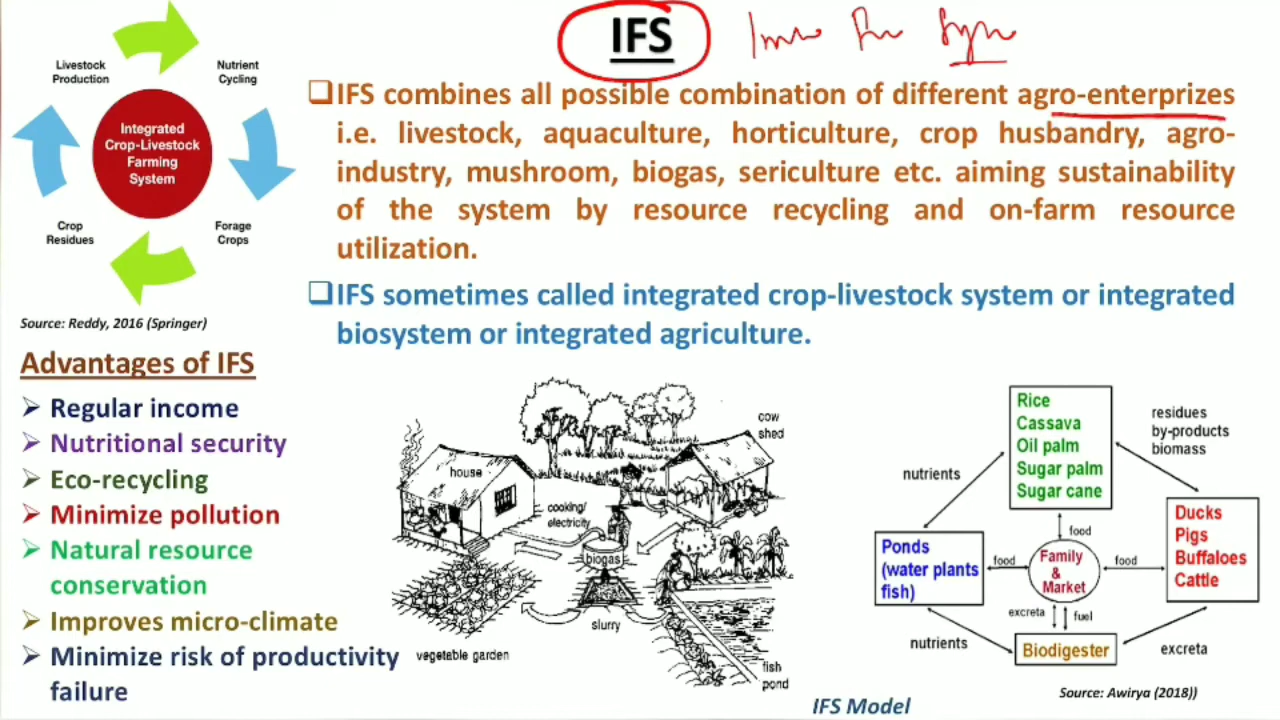 IFS
Livestock
Production
Nutrient
Cycling
Integrated
Crop-Livestock
Farming
System
Crop
Residues
Forage
Crops
Source: Reddy, 2016 (Springer)
❑IFS combines all possible combination of different agro-enterprizes
i.e. livestock, aquaculture, horticulture, crop husbandry, agro-
industry, mushroom, biogas, sericulture etc. aiming sustainability
of the system by resource recycling and on-farm resource
utilization.
❑IFS sometimes called integrated crop-livestock system or integrated
biosystem or integrated agriculture.
Advantages of IFS
➢ Regular income
➢ Nutritional security
➢ Eco-recycling
➢ Minimize pollution
➢ Natural resource
conservation
➢ Improves micro-climate
➢ Minimize risk of productivity
failure
cow
shed
house
cooking/
electricity
biogas
slurry
vegetable garden
fish
pond
Rice
Cassava
Oil palm
Sugar palm
Sugar cane
residues
by-products
biomass
nutrients
Ducks
Pigs
Buffaloes
Cattle
food
Ponds
(water plants
fish)
food
Family
&
Market
food
excreta
fuel
nutrients
Biodigester
excreta
Source: Awirya (2018))
IFS Model